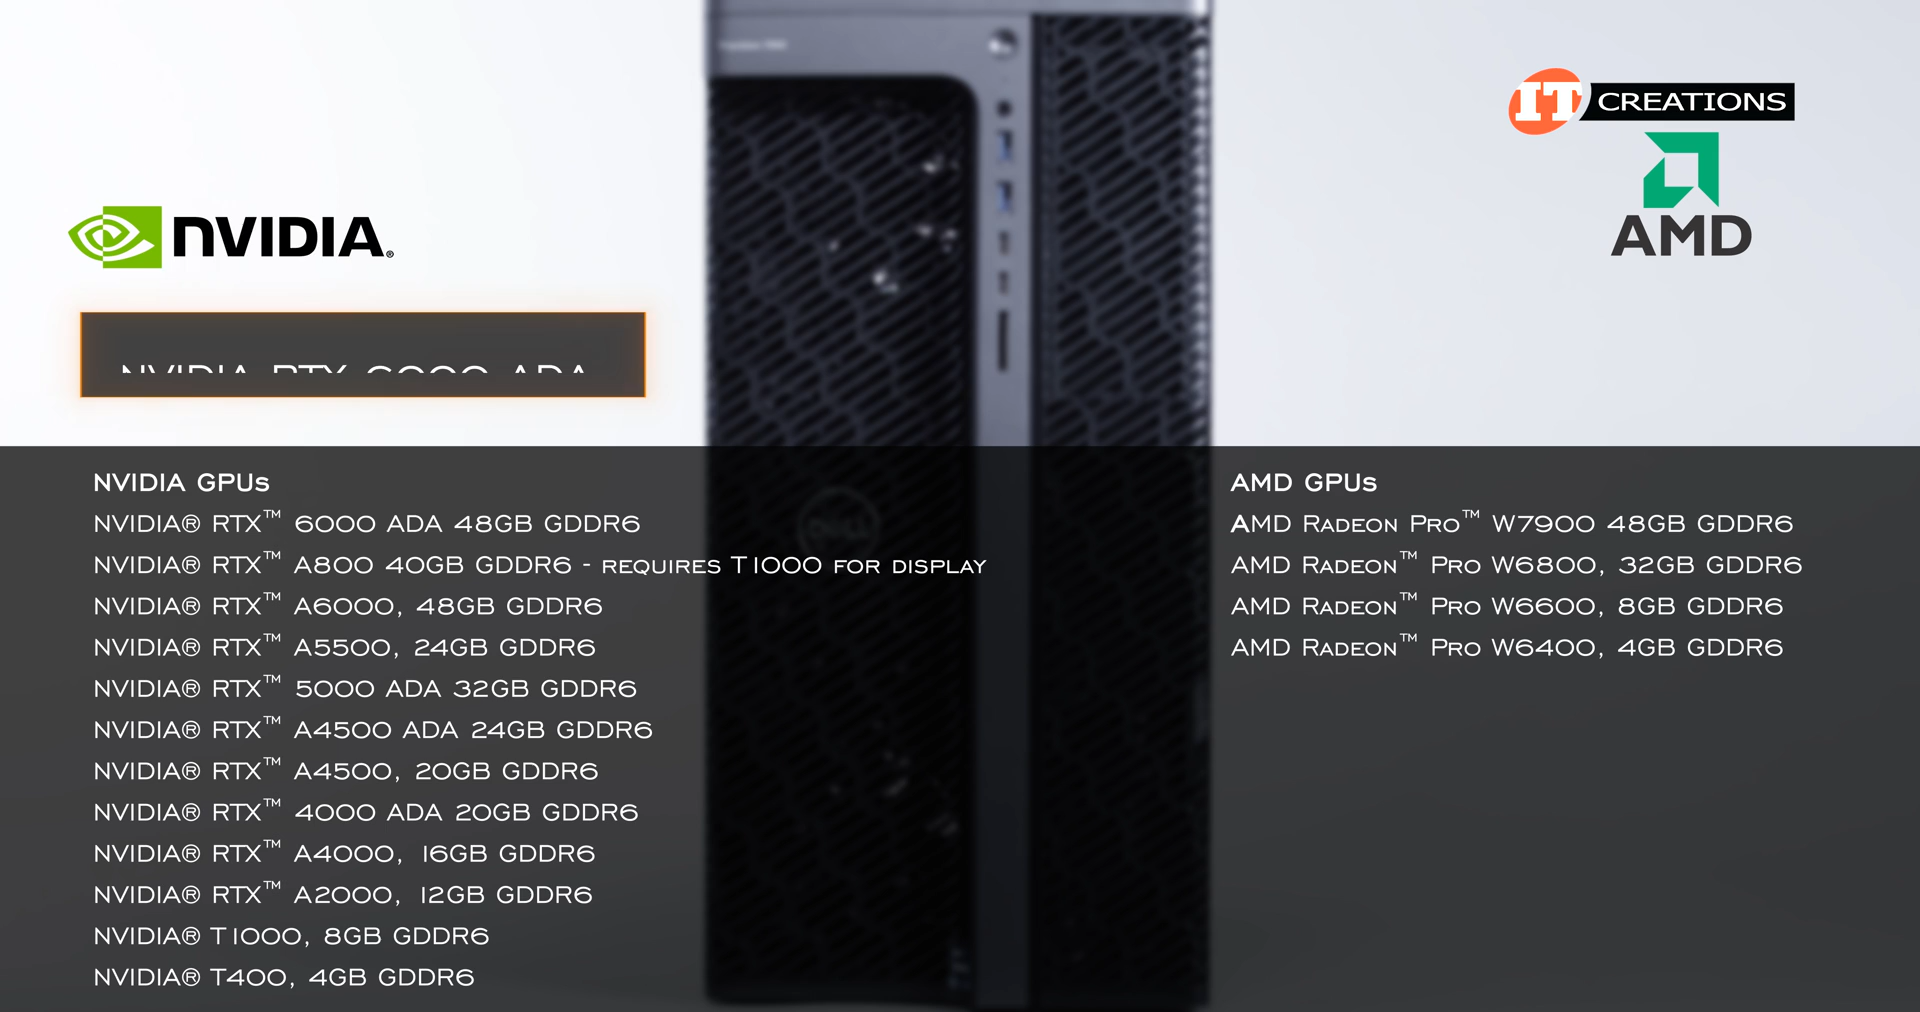 IT CREATIONS
AMD
NVIDIA®
NVIDIA RTX 6000 ADA
NVIDIA GPUs
NVIDIA® RTX™ 6000 ADA 48GB GDDR6
NVIDIA® RTX™ A800 40GB GDDR6 - REQUIRES T1000 FOR DISPLAY
NVIDIA® RTX™ A6000, 48GB GDDR6
NVIDIA® RTX™ A5500, 24GB GDDR6
NVIDIA® RTX™ 5000 ADA 32GB GDDR6
NVIDIA® RTX™ A4500 ADA 24GB GDDR6
NVIDIA® RTX™ A4500, 20GB GDDR6
NVIDIA® RTX™ 4000 ADA 20GB GDDR6
NVIDIA® RTX™ A4000, 16GB GDDR6
NVIDIA® RTX™ A2000, 12GB GDDR6
NVIDIA® T1000, 8GB GDDR6
NVIDIA® T400, 4GB GDDR6
DELL
AMD GPUs
AMD Radeon Pro™ W7900 48GB GDDR6
AMD Radeon™ Pro W6800, 32GB GDDR6
AMD Radeon™ Pro W6600, 8GB GDDR6
AMD Radeon™ Pro W6400, 4GB GDDR6